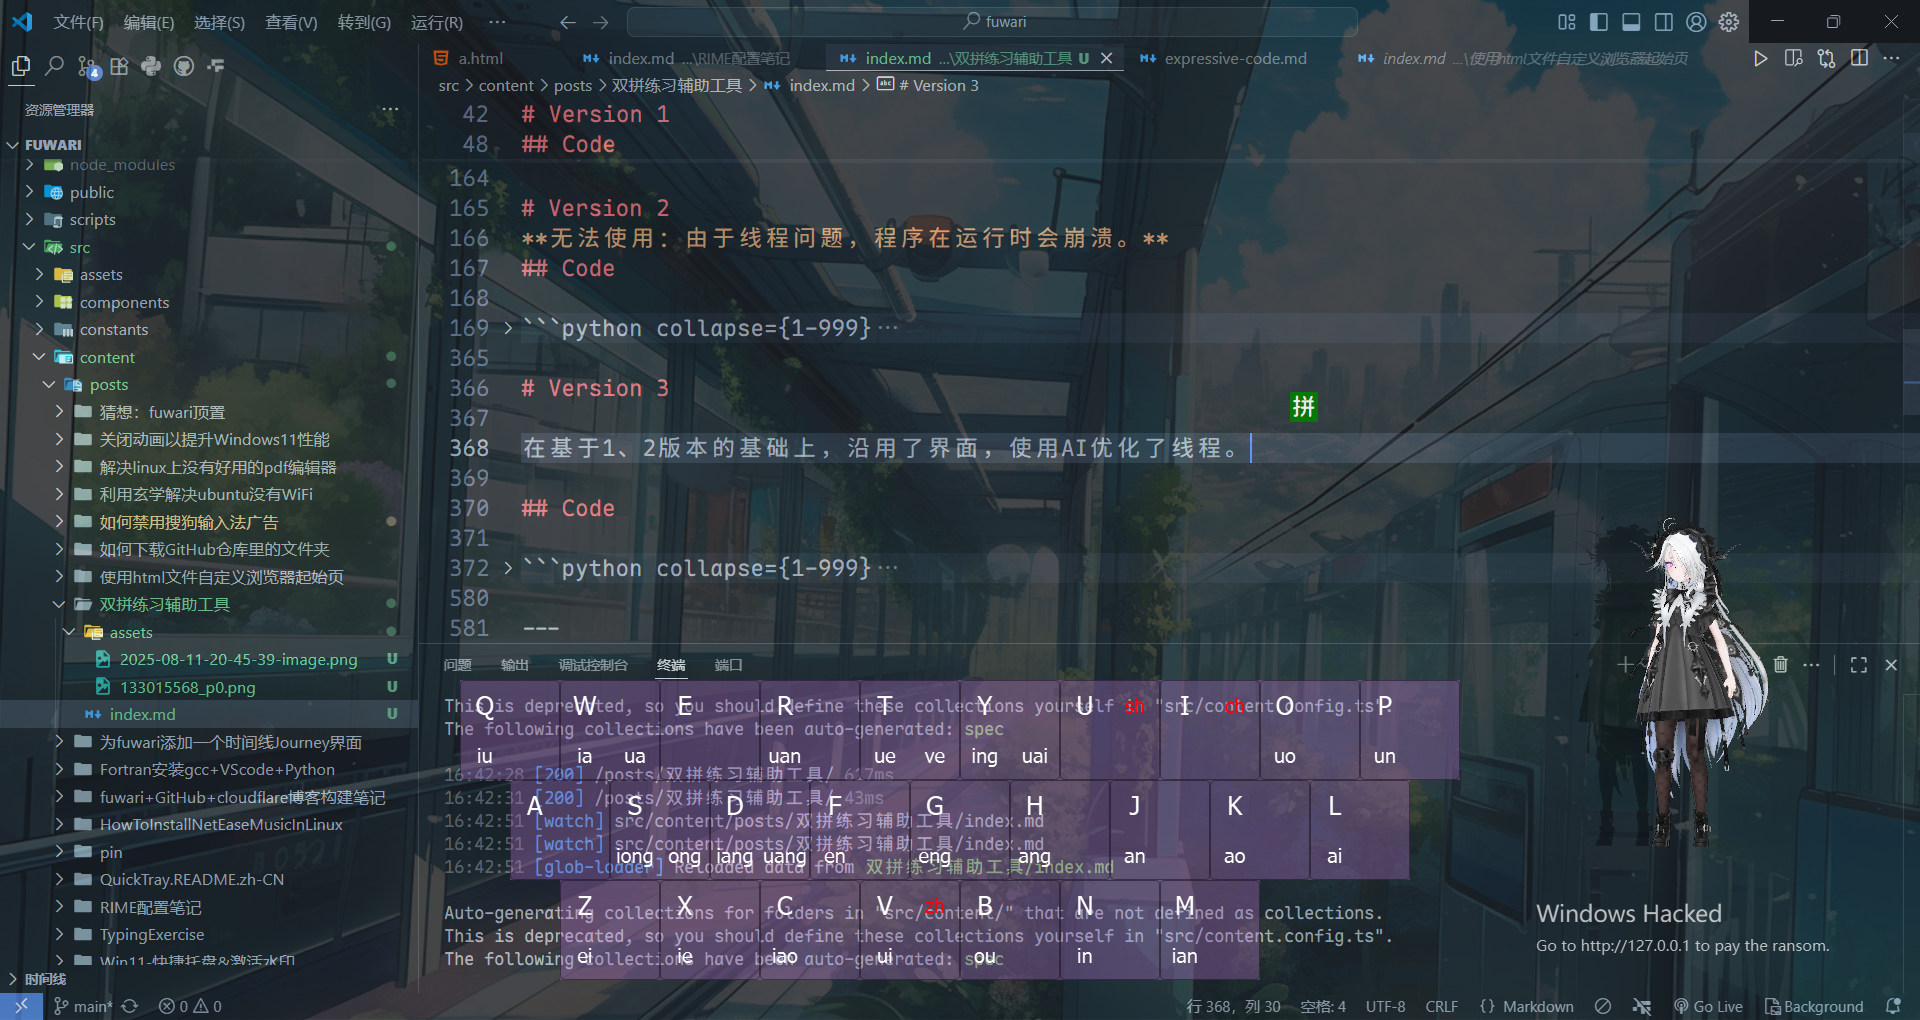 文件(F) 编辑(E) 选择(S) 查看(V) 转到(G) 运行(R) ··· fuwari
a.html index.md ...\RIME配置笔记 index.md ...\双拼练习辅助工具 U expressive-code.md index.md ...\使用html文件自定义浏览器起始页
src > content > posts > 双拼练习辅助工具 > index.md > # Version 3
4
资源管理器
FUWARI
node_modules
public
scripts
src
assets
components
constants
content
posts
猜想：fuwari顶置
关闭动画以提升Windows11性能
解决linux上没有好用的pdf编辑器
利用玄学解决ubuntu没有WiFi
如何禁用搜狗输入法广告
如何下载GitHub仓库里的文件夹
使用html文件自定义浏览器起始页
双拼练习辅助工具
assets
2025-08-11-20-45-39-image.png U
133015568_p0.png U
index.md U
为fuwari添加一个时间线Journey界面
Fortran安装gcc+VScode+Python
fuwari+GitHub+cloudflare博客构建笔记
HowToInstallNetEaseMusicInLinux
pin
QuickTray.README.zh-CN
RIME配置笔记
TypingExercise
Win11-快捷托盘&激活水印
时间线
42 # Version 1
48 ## Code
164
165 # Version 2
166 **无法使用：由于线程问题，程序在运行时会崩溃。**
167 ## Code
168
169 ```python collapse={1-999}···
365
366 # Version 3
367
拼
368 在基于1、2版本的基础上，沿用了界面，使用AI优化了线程。
369
370 ## Code
371
372 ```python collapse={1-999}···
580
581 ---
问题 输出 调试控制台 终端 端口
This is deprecated, so you should define these collections yourself in "src/content.config.ts".
The following collections have been auto-generated: spec
16:42:28 [200] /posts/双拼练习辅助工具/ 617ms
16:42:31 [200] /posts/双拼练习辅助工具/ 43ms
16:42:51 [watch] src/content/posts/双拼练习辅助工具/index.md
16:42:51 [watch] src/content/posts/双拼练习辅助工具/index.md
16:42:51 [glob-loader] Reloaded data from 双拼练习辅助工具/index.md
Auto-generating collections for folders in "src/content/" that are not defined as collections.
This is deprecated, so you should define these collections yourself in "src/content.config.ts".
The following collections have been auto-generated: spec
Q W E R T Y U sh I ch O P
iu ia ua uan ue ve ing uai uo un
A S D F G H J K L
iong ong iang uang en eng ang an ao ai
Z X C V zh B N M
ei ie iao ui ou in ian
Windows Hacked
Go to http://127.0.0.1 to pay the ransom.
main* 0 0 行 368，列 30 空格: 4 UTF-8 CRLF {} Markdown Go Live Background